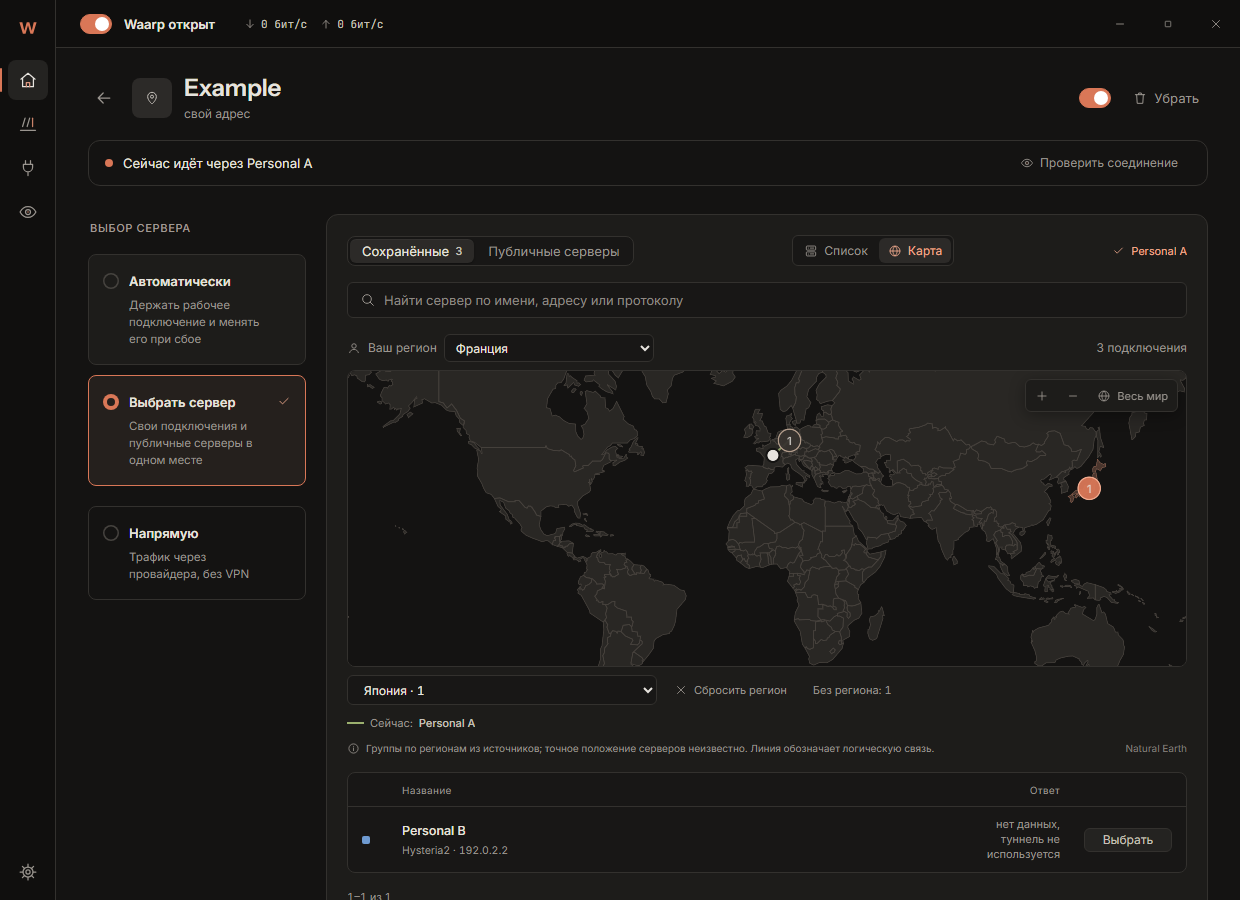 W
Waarp открыт
↓ 0 бит/с ↑ 0 бит/с
Example
свой адрес
Убрать
Сейчас идёт через Personal A
Проверить соединение
ВЫБОР СЕРВЕРА
Автоматически
Держать рабочее
подключение и менять
его при сбое
Выбрать сервер
Свои подключения и
публичные серверы в
одном месте
Напрямую
Трафик через
провайдера, без VPN
Сохранённые 3
Публичные серверы
Список
Карта
Personal A
Найти сервер по имени, адресу или протоколу
Ваш регион
Франция
3 подключения
Весь мир
1
1
Япония · 1
Сбросить регион
Без региона: 1
Сейчас: Personal A
Группы по регионам из источников; точное положение серверов неизвестно. Линия обозначает логическую связь.
Natural Earth
Название
Ответ
Personal B
Hysteria2 · 192.0.2.2
нет данных,
туннель не
используется
Выбрать
1–1 из 1